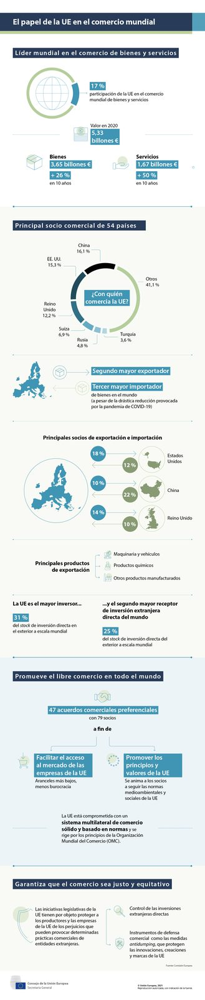 El papel de la UE en el comercio mundial
Líder mundial en el comercio de bienes y servicios
17 %
participación de la UE en el comercio
mundial de bienes y servicios
Valor en 2020
5,33
billones €
Bienes
3,65 billones €
+ 26 %
en 10 años
Servicios
1,67 billones €
+ 50 %
en 10 años
Principal socio comercial de 54 países
China
16,1 %
EE. UU.
15,3 %
Otros
41,1 %
¿Con quién
comercia la UE?
Reino
Unido
12,2 %
Suiza
6,9 %
Rusia
4,8 %
Turquía
3,6 %
Segundo mayor exportador
Tercer mayor importador
de bienes en el mundo
(a pesar de la drástica reducción provocada
por la pandemia de COVID-19)
Principales socios de exportación e importación
18 %
12 %
Estados
Unidos
10 %
22 %
China
14 %
10 %
Reino Unido
Principales productos
de exportación
Maquinaria y vehículos
Productos químicos
Otros productos manufacturados
La UE es el mayor inversor...
31 %
del stock de inversión directa en
el exterior a escala mundial
...y el segundo mayor receptor
de inversión extranjera
directa del mundo
25 %
del stock de inversión directa del
exterior a escala mundial
Promueve el libre comercio en todo el mundo
47 acuerdos comerciales preferenciales
con 79 socios
a fin de
Facilitar el acceso
al mercado de las
empresas de la UE
Aranceles más bajos,
menos burocracia
Promover los
principios y
valores de la UE
Se anima a los socios
a seguir las normas
medioambientales y
sociales de la UE
La UE está comprometida con un
sistema multilateral de comercio
sólido y basado en normas y se
rige por los principios de la Organización
Mundial del Comercio (OMC).
Garantiza que el comercio sea justo y equitativo
Las iniciativas legislativas de la
UE tienen por objeto proteger a
los productores y las empresas
de la UE de los perjuicios que
pueden provocar determinadas
prácticas comerciales de
entidades extranjeras.
Control de las inversiones
extranjeras directas
Instrumentos de defensa
comercial como las medidas
antidumping, que protegen
las innovaciones, creaciones
y marcas de la UE
Fuente: Comisión Europea
Consejo de la Unión Europea
Secretaría General
© Unión Europea, 2021
Reproducción autorizada, con indicación de la fuente